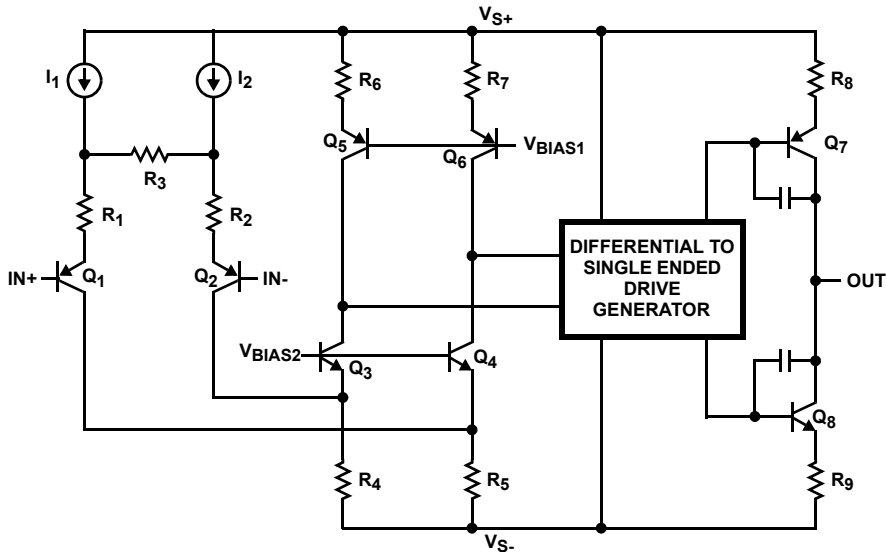 VS+
I1
I2
R6
R7
R8
Q5
Q6
VBIAS1
Q7
R3
R1
R2
DIFFERENTIAL TO
SINGLE ENDED
DRIVE
GENERATOR
IN+
Q1
Q2
IN-
OUT
VBIAS2
Q3
Q4
Q8
R4
R5
R9
VS-